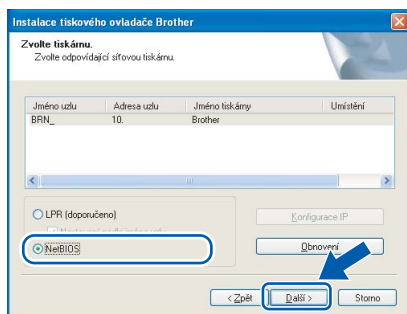 Instalace tiskového ovladače Brother
Zvolte tiskárnu.
Zvolte odpovídající síťovou tiskárnu.
Jméno uzlu Adresa uzlu Jméno tiskárny Umístění
BRN_ 10. Brother
LPR (doporučeno)
Konfigurace IP
NetBIOS
Obnovení
< Zpět Další > Storno